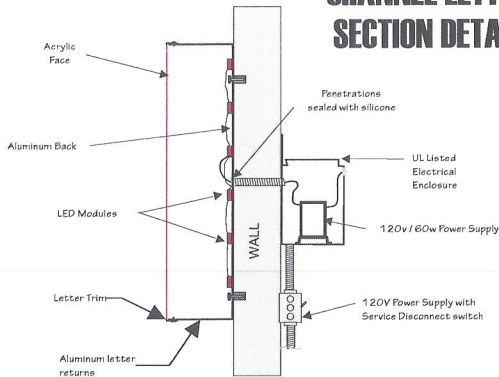 SECTION DETA
Acrylic
Face
Penetrations
sealed with silicone
Aluminum Back
UL Listed
Electrical
Enclosure
LED Modules
120v / 60w Power Supply
WALL
Letter Trim
120V Power Supply with
Service Disconnect switch
Aluminum letter
returns